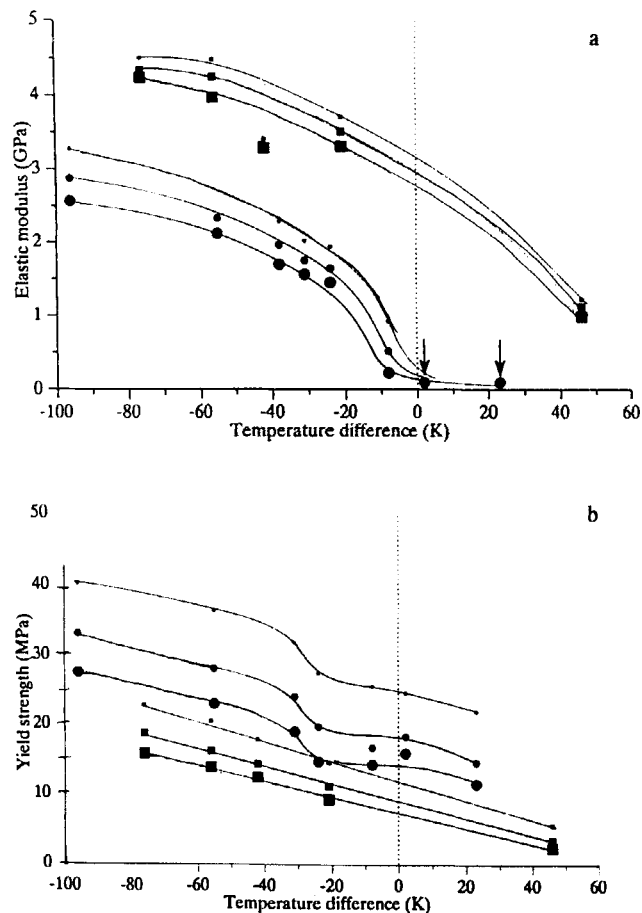 a
5
4
3
2
1
0
Elastic modulus (GPa)
-100 -80 -60 -40 -20 0 20 40 60
Temperature difference (K)
b
50
40
30
20
10
0
Yield strength (MPa)
-100 -80 -60 -40 -20 0 20 40 60
Temperature difference (K)